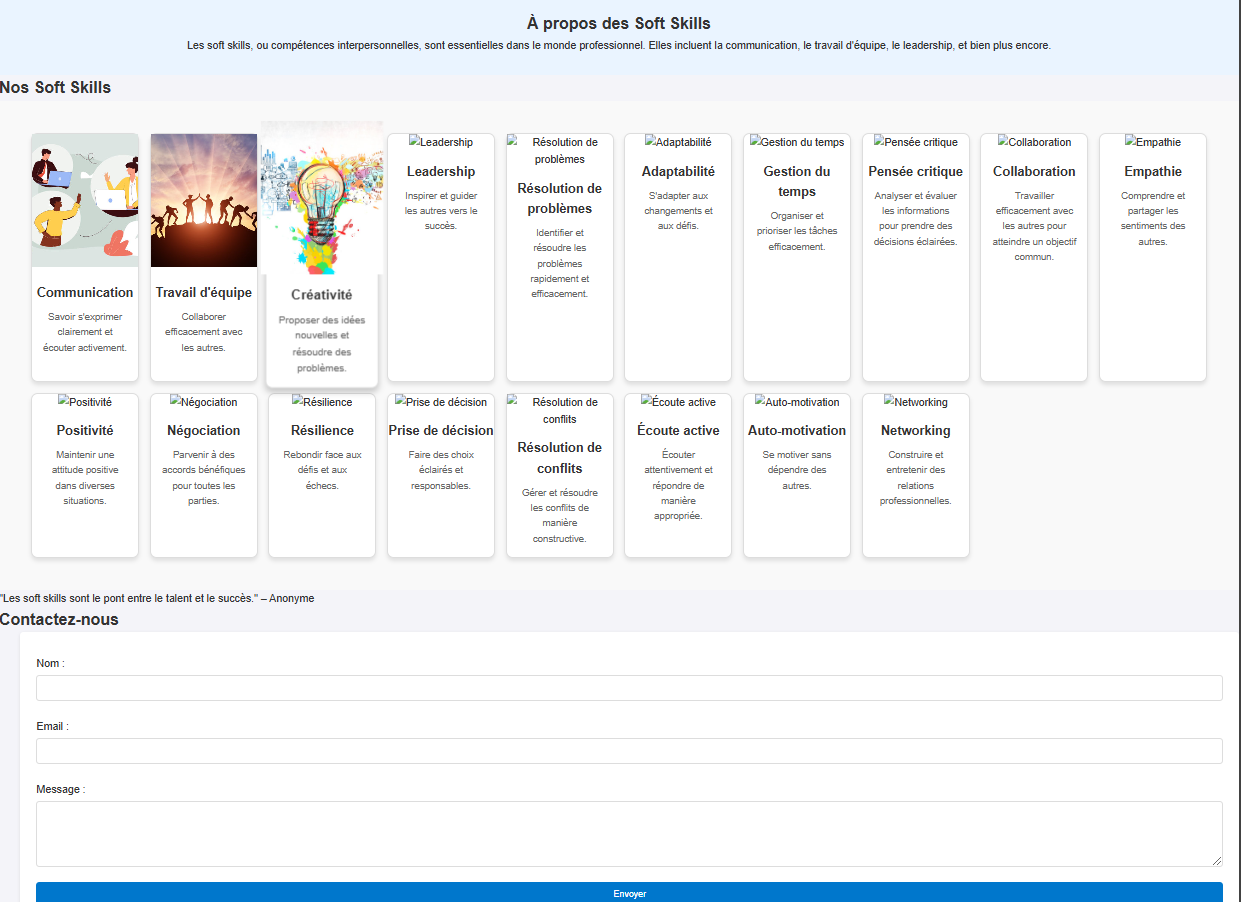 À propos des Soft Skills
Les soft skills, ou compétences interpersonnelles, sont essentielles dans le monde professionnel. Elles incluent la communication, le travail d'équipe, le leadership, et bien plus encore.
Nos Soft Skills
Communication
Savoir s'exprimer
clairement et
écouter activement.
Travail d'équipe
Collaborer
efficacement avec
les autres.
Créativité
Proposer des idées
nouvelles et
résoudre des
problèmes.
Leadership
Leadership
Inspirer et guider
les autres vers le
succès.
Résolution de
problèmes
Résolution de
problèmes
Identifier et
résoudre les
problèmes
rapidement et
efficacement.
Adaptabilité
Adaptabilité
S'adapter aux
changements et
aux défis.
Gestion du temps
Gestion du
temps
Organiser et
prioriser les tâches
efficacement.
Pensée critique
Pensée critique
Analyser et évaluer
les informations
pour prendre des
décisions éclairées.
Collaboration
Collaboration
Travailler
efficacement avec
les autres pour
atteindre un objectif
commun.
Empathie
Empathie
Comprendre et
partager les
sentiments des
autres.
Positivité
Positivité
Maintenir une
attitude positive
dans diverses
situations.
Négociation
Négociation
Parvenir à des
accords bénéfiques
pour toutes les
parties.
Résilience
Résilience
Rebondir face aux
défis et aux
échecs.
Prise de décision
Prise de décision
Faire des choix
éclairés et
responsables.
Résolution de
conflits
Résolution de
conflits
Gérer et résoudre
les conflits de
manière
constructive.
Écoute active
Écoute active
Écouter
attentivement et
répondre de
manière
appropriée.
Auto-motivation
Auto-motivation
Se motiver sans
dépendre des
autres.
Networking
Networking
Construire et
entretenir des
relations
professionnelles.
"Les soft skills sont le pont entre le talent et le succès." – Anonyme
Contactez-nous
Nom :
Email :
Message :
Envoyer